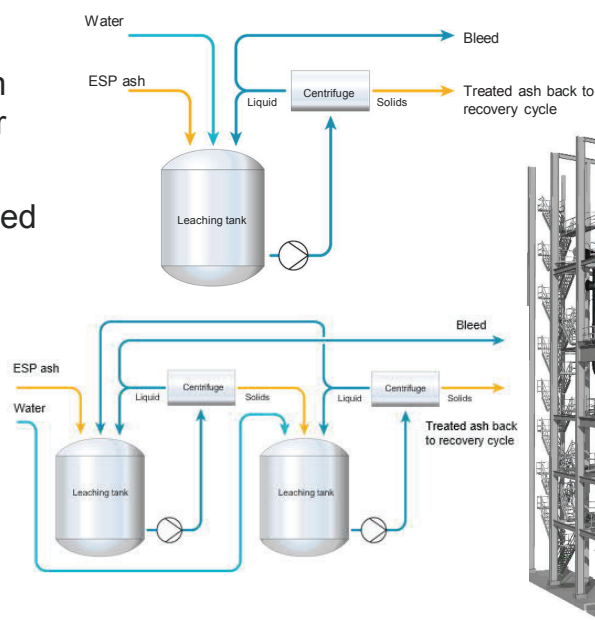 Water
Bleed
ESP ash
Centrifuge
Liquid
Solids
Treated ash back to
recovery cycle
Leaching tank
Bleed
ESP ash
Centrifuge
Centrifuge
Liquid
Solids
Liquid
Solids
Water
Treated ash back
to recovery cycle
Leaching tank
Leaching tank